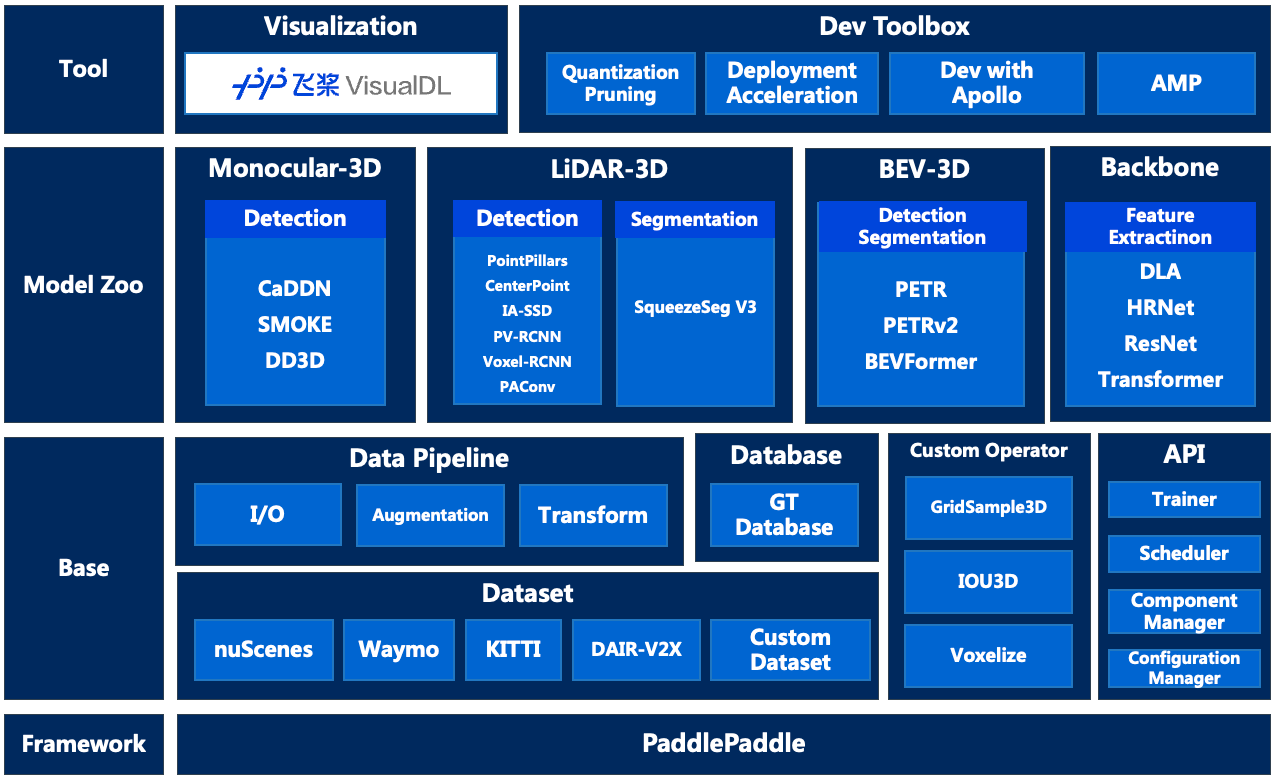 Tool
Visualization
飞桨 VisualDL
Dev Toolbox
Quantization
Pruning
Deployment
Acceleration
Dev with
Apollo
AMP
Model Zoo
Monocular-3D
Detection
CaDDN
SMOKE
DD3D
LiDAR-3D
Detection
PointPillars
CenterPoint
IA-SSD
PV-RCNN
Voxel-RCNN
PAConv
Segmentation
SqueezeSeg V3
BEV-3D
Detection
Segmentation
PETR
PETRv2
BEVFormer
Backbone
Feature
Extractinon
DLA
HRNet
ResNet
Transformer
Base
Data Pipeline
I/O
Augmentation
Transform
Database
GT
Database
Dataset
nuScenes
Waymo
KITTI
DAIR-V2X
Custom
Dataset
Custom Operator
GridSample3D
IOU3D
Voxelize
API
Trainer
Scheduler
Component
Manager
Configuration
Manager
Framework
PaddlePaddle